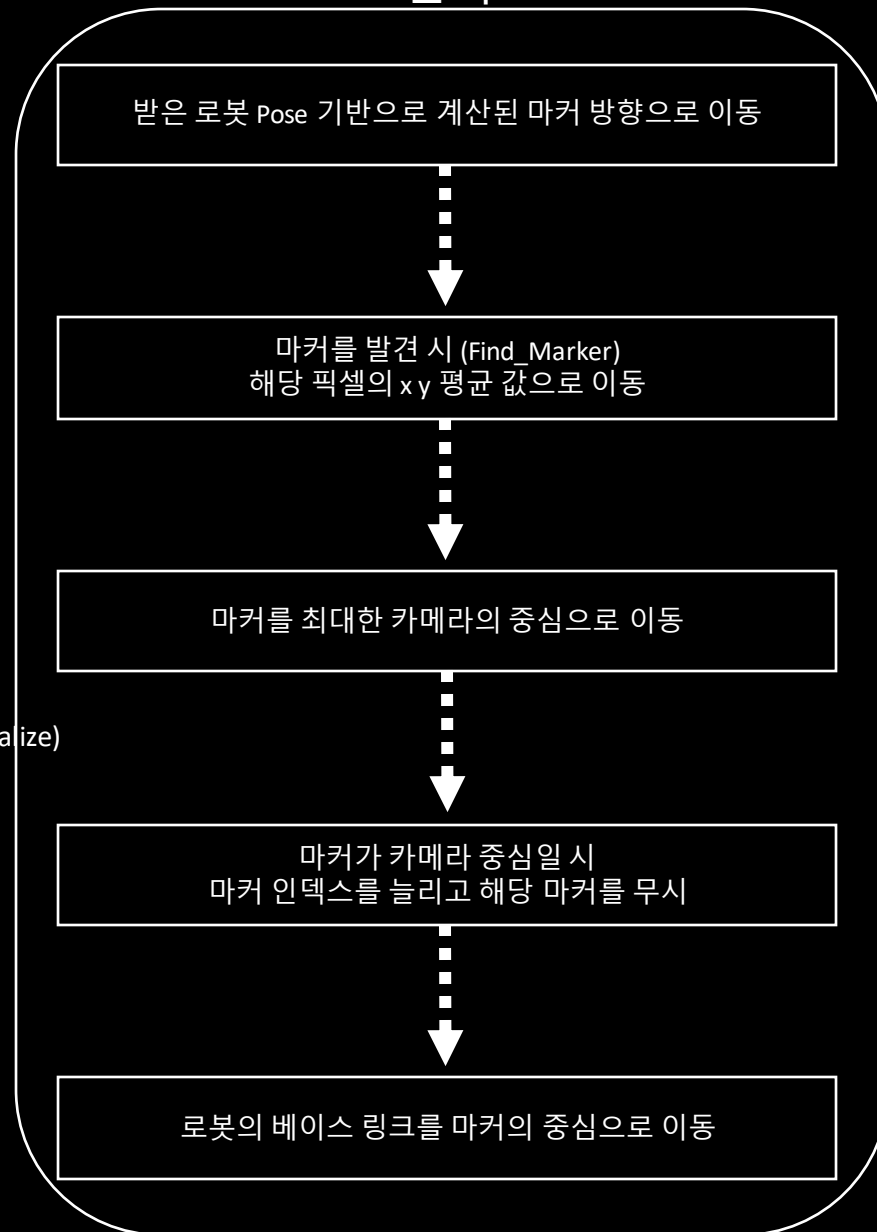 받은 로봇 Pose 기반으로 계산된 마커 방향으로 이동
마커를 발견 시 (Find_Marker)
해당 픽셀의 x y 평균 값으로 이동
마커를 최대한 카메라의 중심으로 이동
alize)
마커가 카메라 중심일 시
마커 인덱스를 늘리고 해당 마커를 무시
로봇의 베이스 링크를 마커의 중심으로 이동